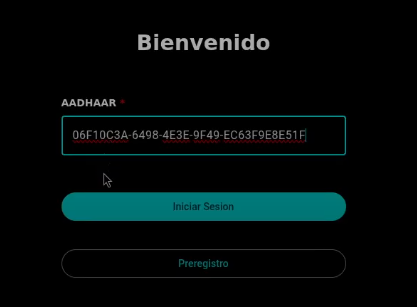 Bienvenido
AADHAAR *
06F10C3A-6498-4E3E-9F49-EC63F9E8E51F
Iniciar Sesion
Preregistro